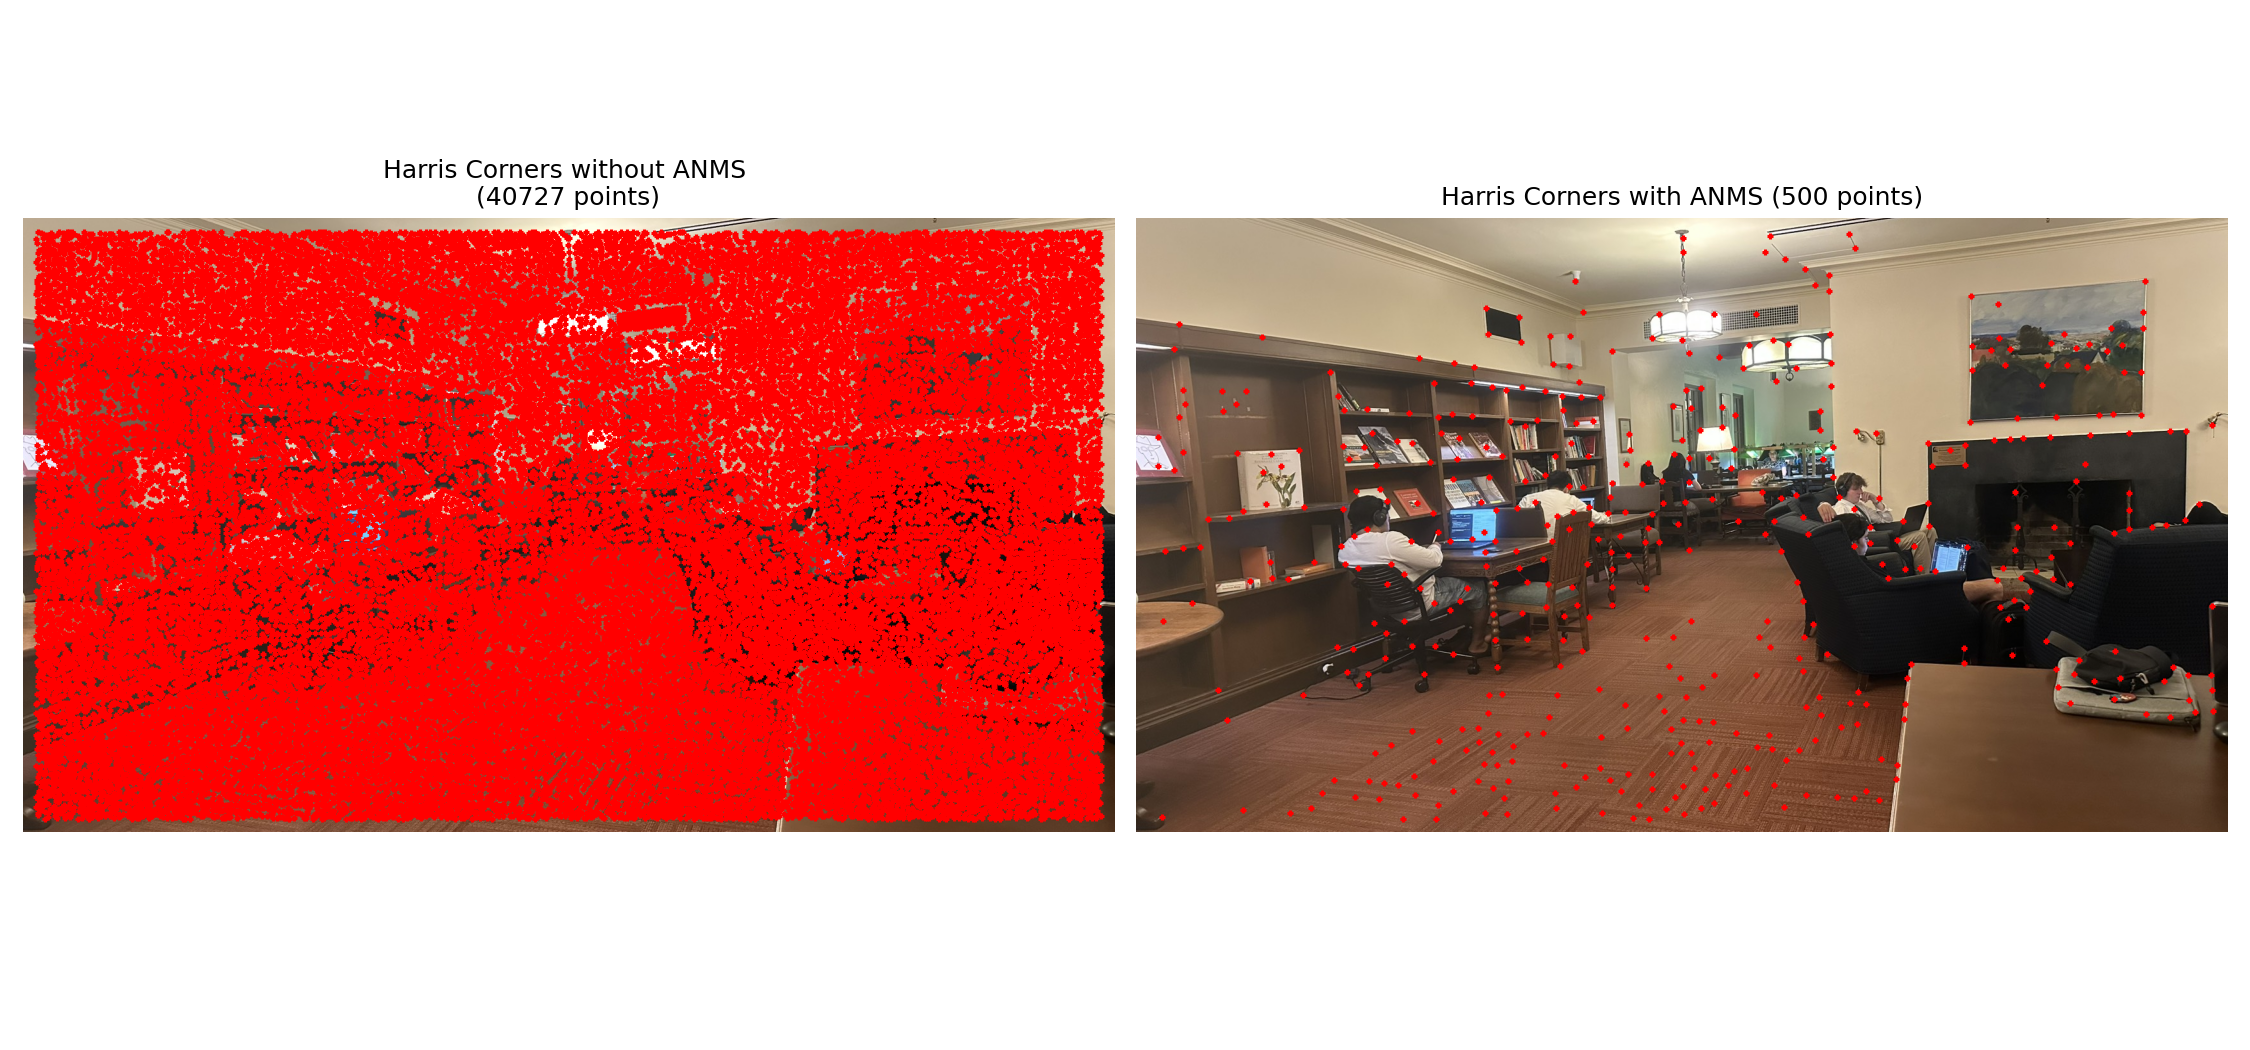 Harris Corners without ANMS
(40727 points)
Harris Corners with ANMS (500 points)